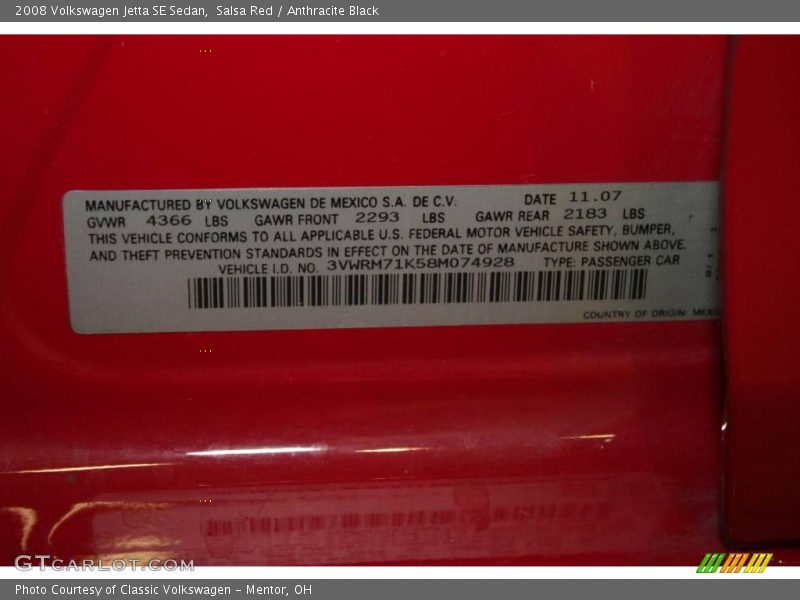 2008 Volkswagen Jetta SE Sedan,  Salsa Red / Anthracite Black
MANUFACTURED BY VOLKSWAGEN DE MEXICO S.A. DE C.V. DATE 11.07
GVWR 4366 LBS GAWR FRONT 2293 LBS GAWR REAR 2183 LBS
THIS VEHICLE CONFORMS TO ALL APPLICABLE U.S. FEDERAL MOTOR VEHICLE SAFETY, BUMPER,
AND THEFT PREVENTION STANDARDS IN EFFECT ON THE DATE OF MANUFACTURE SHOWN ABOVE.
VEHICLE I.D. NO. 3VWRM71K58M074928 TYPE: PASSENGER CAR
COUNTRY OF ORIGIN: MEXI
GTCARLOT.COM
Photo Courtesy of Classic Volkswagen - Mentor, OH